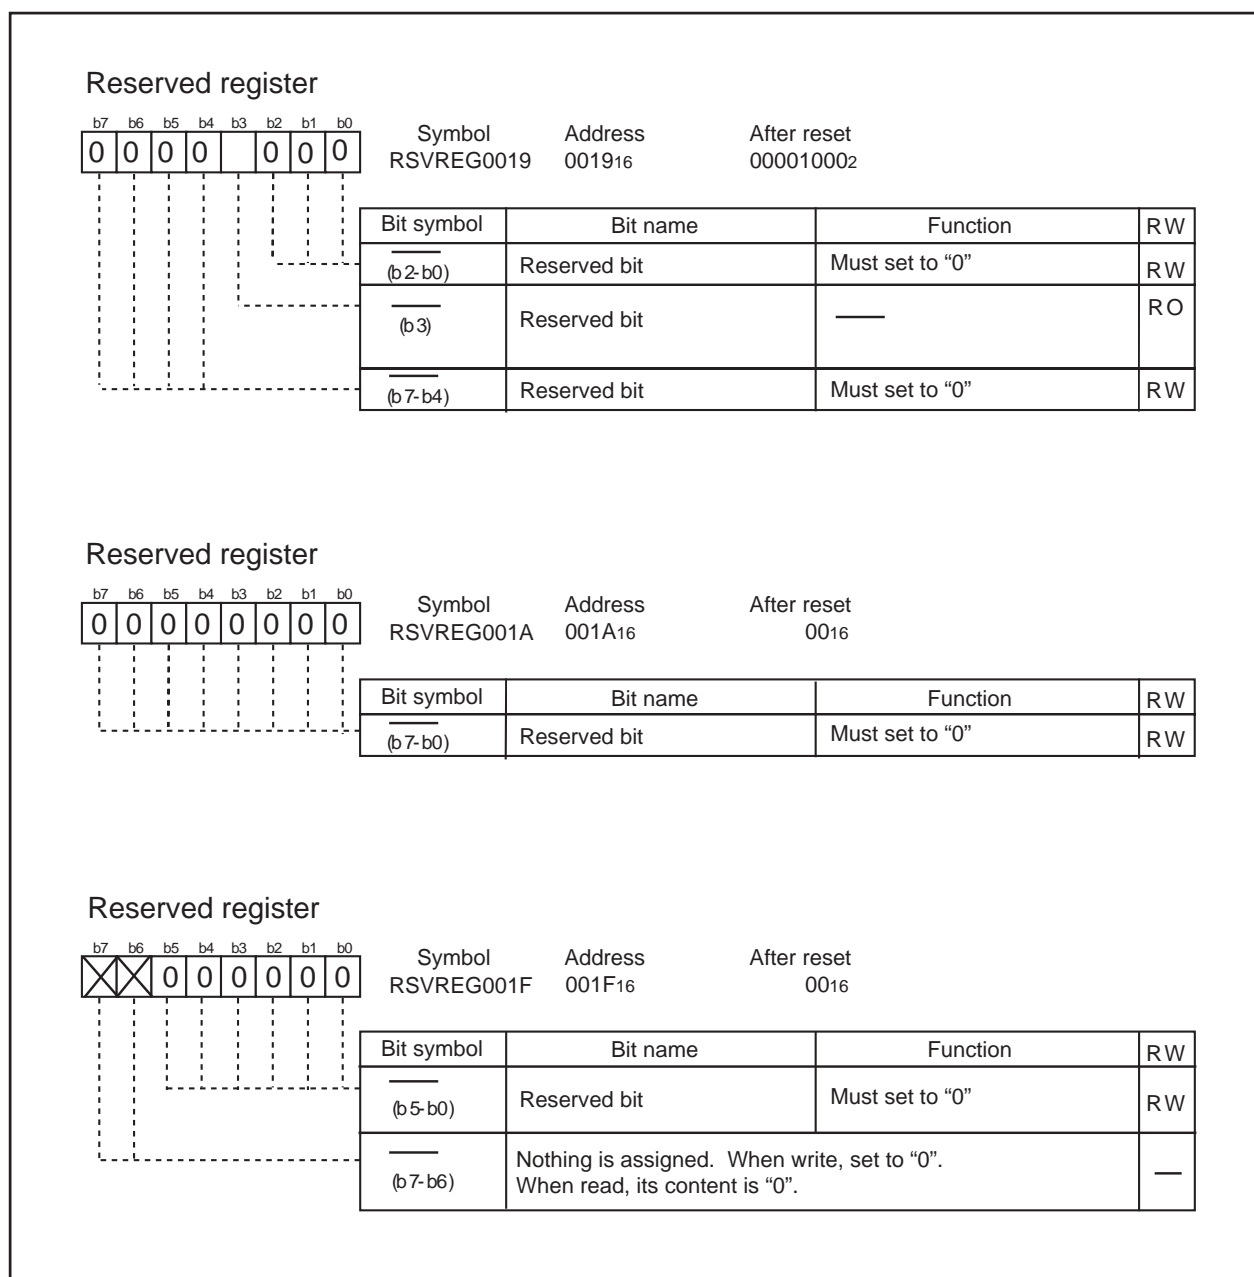 Reserved register
b7 b6 b5 b4 b3 b2 b1 b0
0 0 0 0 0 0 0
Symbol Address After reset
RSVREG0019 001916 000010002
Bit symbol Bit name Function RW
(b2-b0) Reserved bit Must set to “0” RW
(b3) Reserved bit RO
(b7-b4) Reserved bit Must set to “0” RW
Reserved register
b7 b6 b5 b4 b3 b2 b1 b0
0 0 0 0 0 0 0 0
Symbol Address After reset
RSVREG001A 001A16 0016
Bit symbol Bit name Function RW
(b7-b0) Reserved bit Must set to “0” RW
Reserved register
b7 b6 b5 b4 b3 b2 b1 b0
0 0 0 0 0 0
Symbol Address After reset
RSVREG001F 001F16 0016
Bit symbol Bit name Function RW
(b5-b0) Reserved bit Must set to “0” RW
(b7-b6) Nothing is assigned. When write, set to “0”.
When read, its content is “0”.